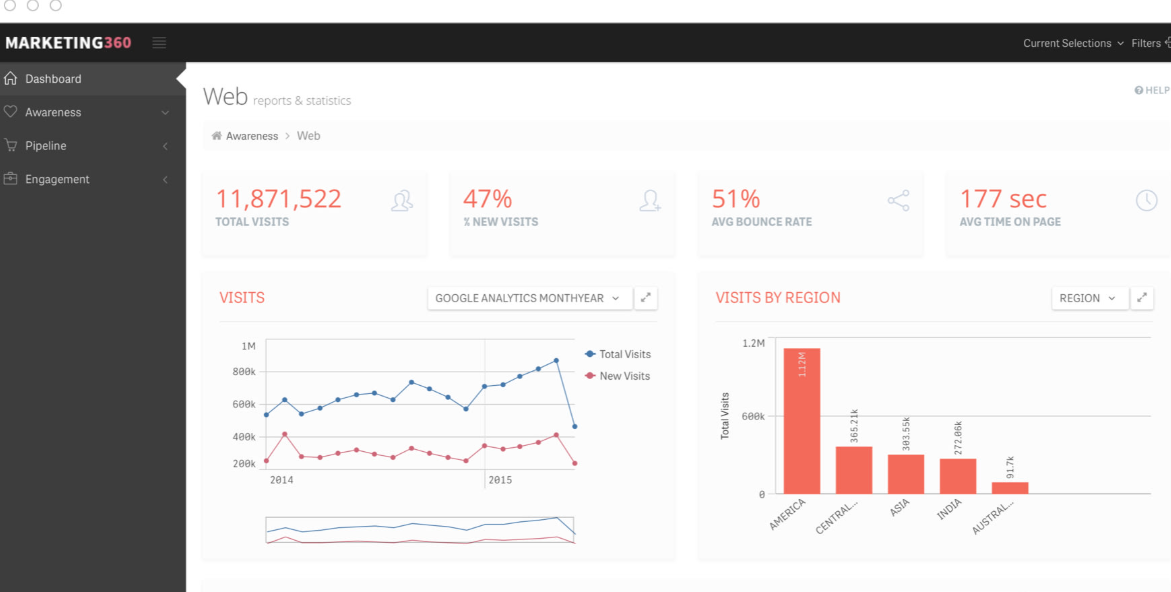 MARKETING360
Current Selections Filters
Dashboard
Awareness
Pipeline
Engagement
Web reports & statistics
HELP
Awareness > Web
11,871,522
TOTAL VISITS
47%
% NEW VISITS
51%
AVG BOUNCE RATE
177 sec
AVG TIME ON PAGE
VISITS
GOOGLE ANALYTICS MONTHYEAR
1M
800k
600k
400k
200k
2014
2015
Total Visits
New Visits
VISITS BY REGION
REGION
Total Visits
1.2M
600k
0
1.12M
365.21k
303.55k
272.06k
91.7k
AMERICA
CENTRAL...
ASIA
INDIA
AUSTRAL...